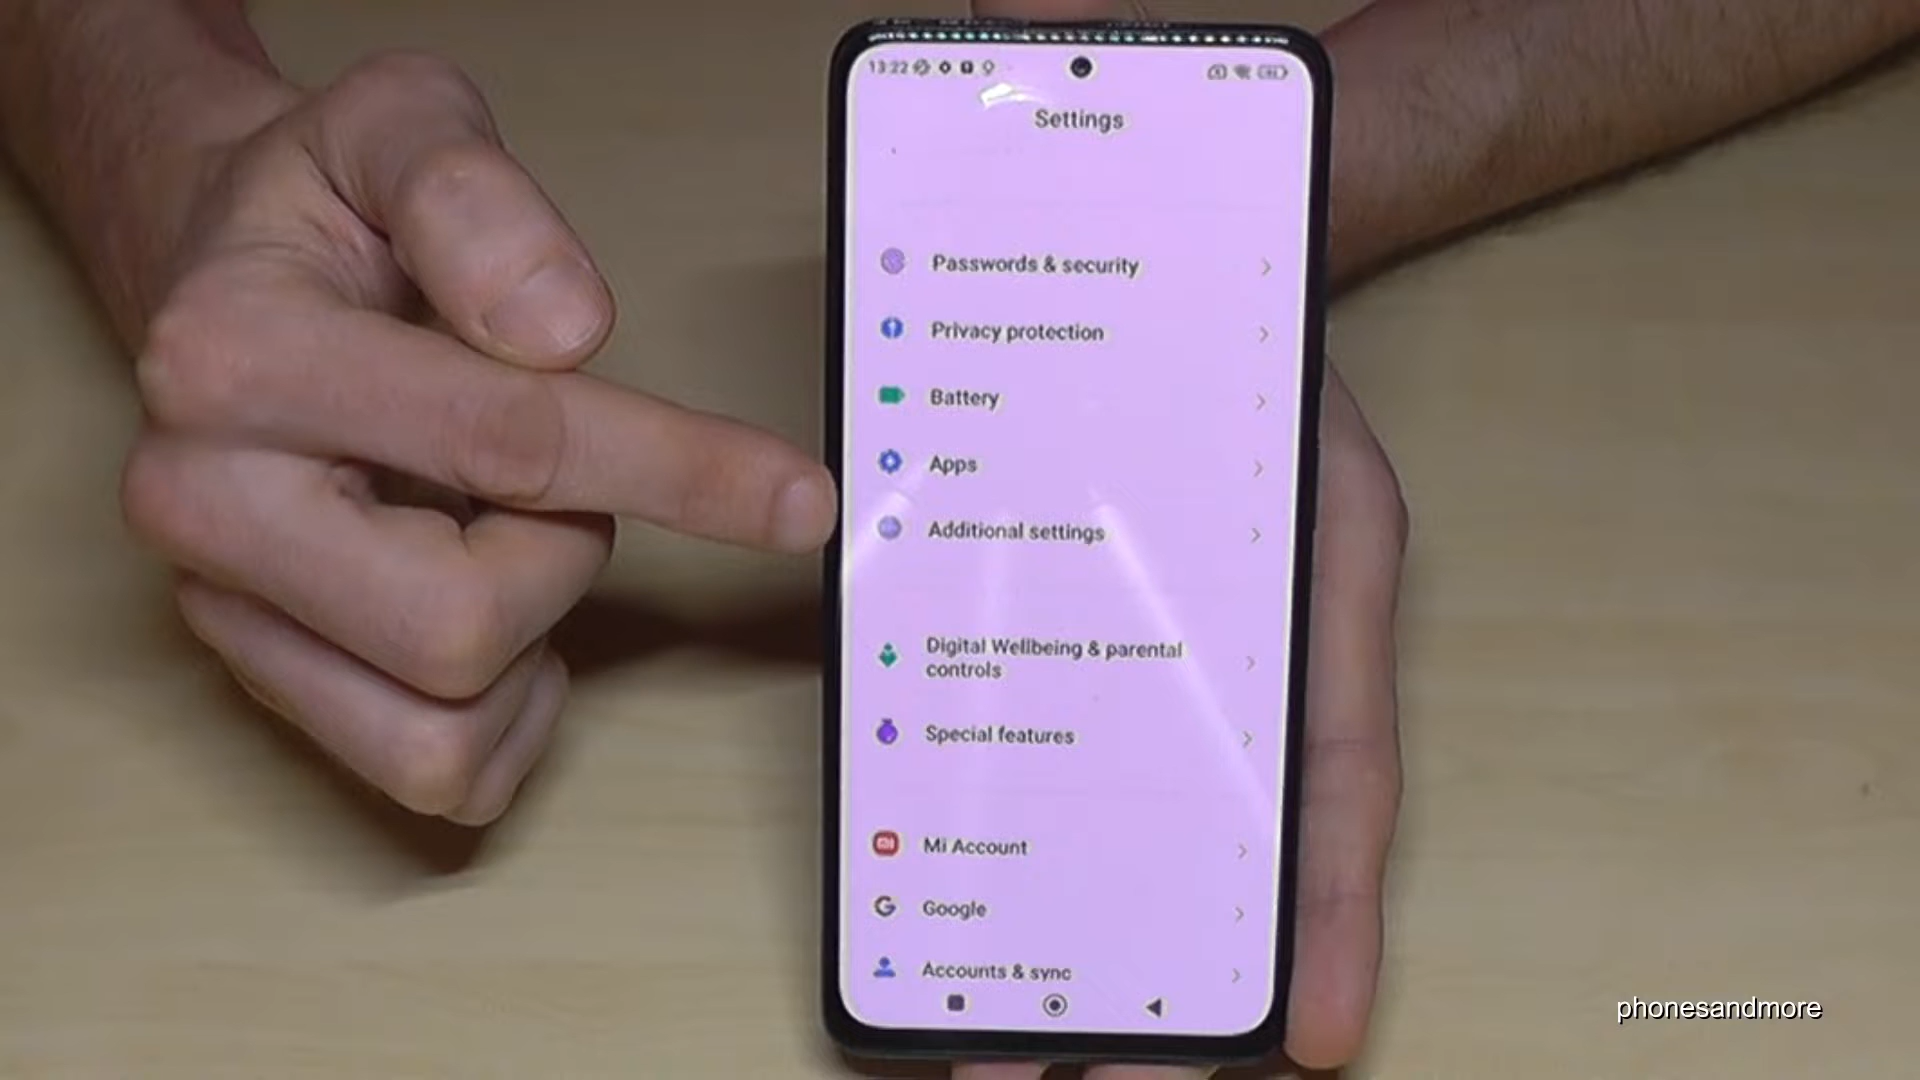 13:22
Settings
Passwords & security
Privacy protection
Battery
Apps
Additional settings
Digital Wellbeing & parental
controls
Special features
Mi Account
Google
Accounts & sync
phonesandmore